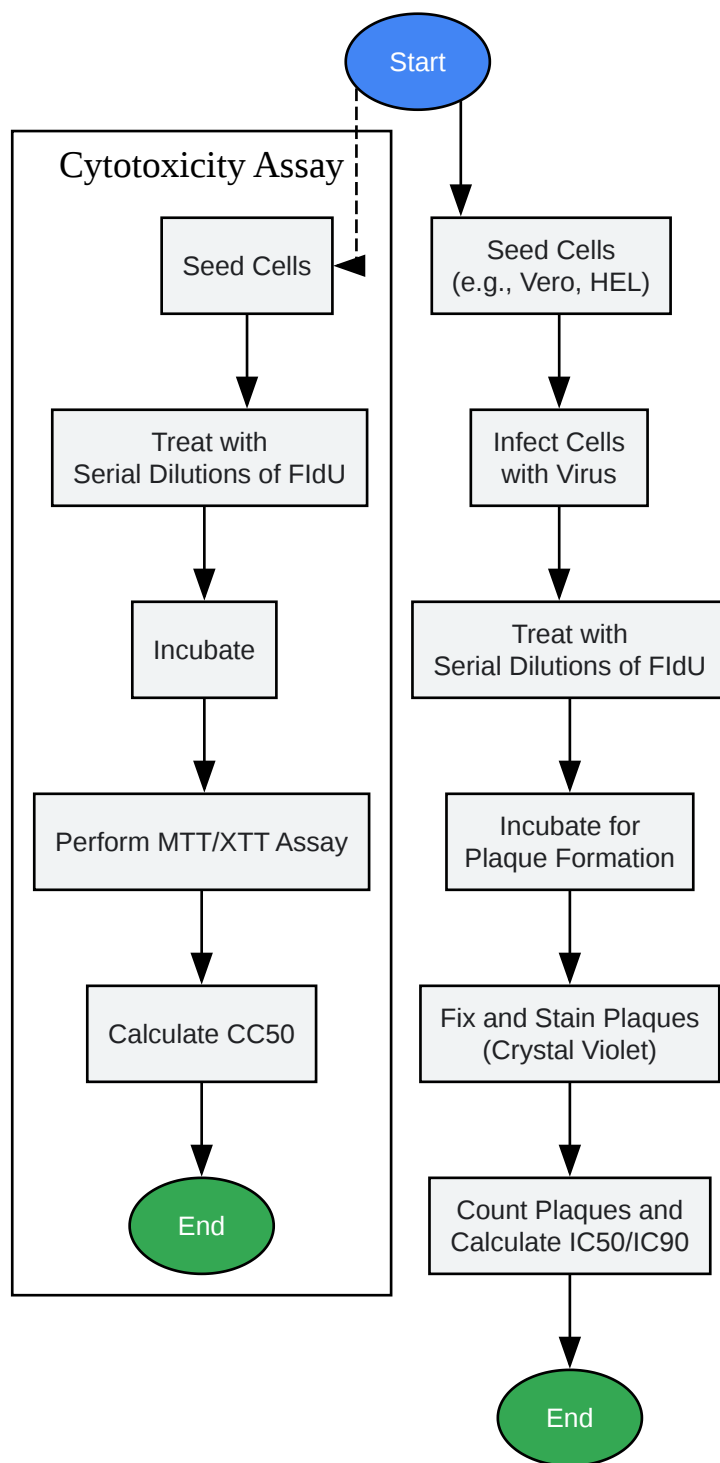 Start
Cytotoxicity Assay
Seed Cells
Treat with
Serial Dilutions of FIdU
Incubate
Perform MTT/XTT Assay
Calculate CC50
End
Seed Cells
(e.g., Vero, HEL)
Infect Cells
with Virus
Treat with
Serial Dilutions of FIdU
Incubate for
Plaque Formation
Fix and Stain Plaques
(Crystal Violet)
Count Plaques and
Calculate IC50/IC90
End